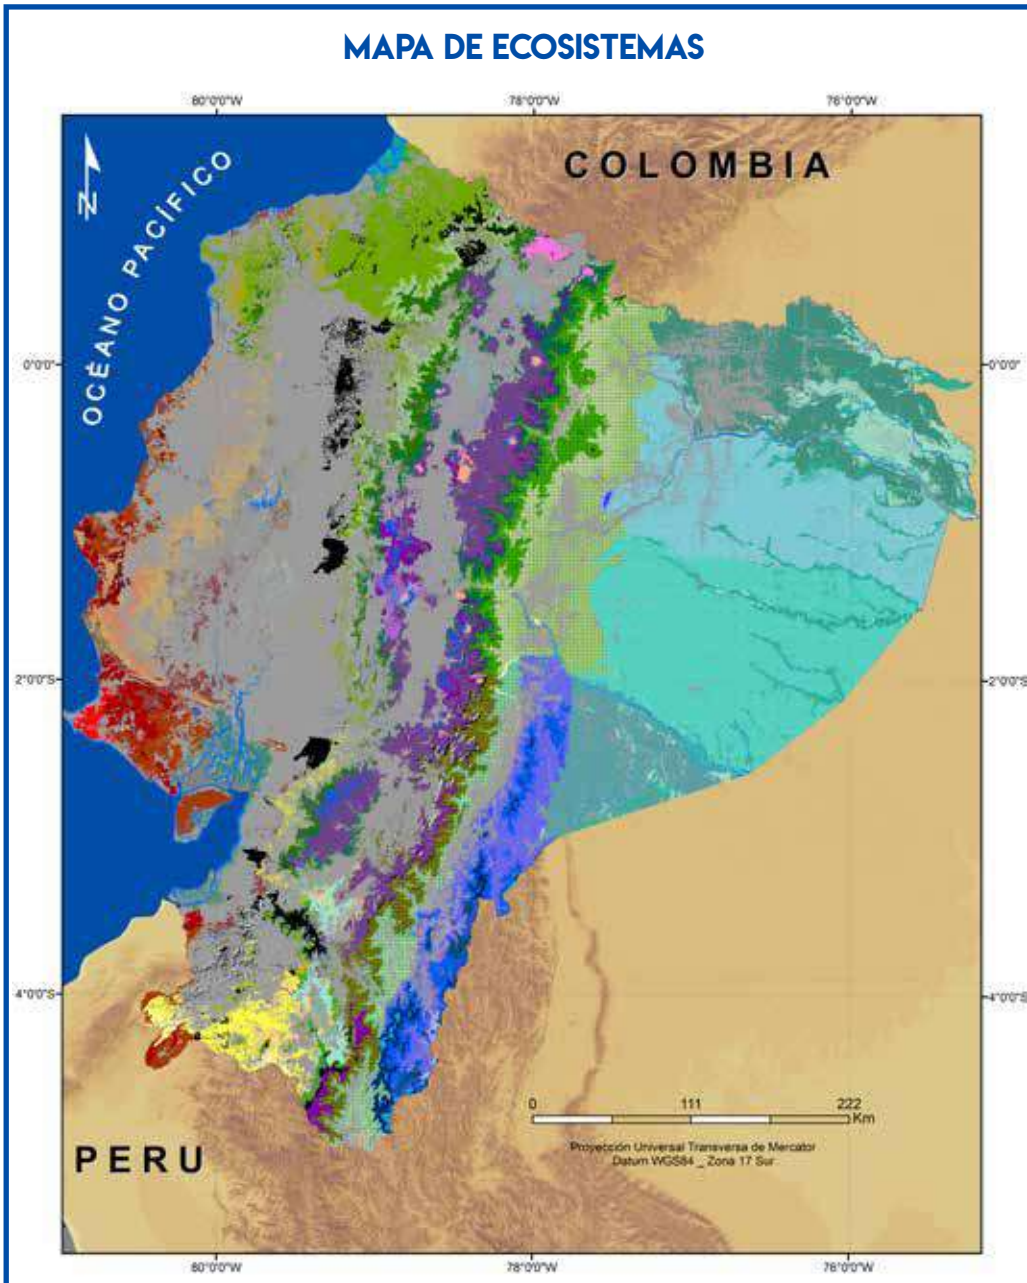 MAPA DE ECOSISTEMAS
80°0'0"W 78°0'0"W 76°0'0"W
COLOMBIA
N
OCÉANO PACÍFICO
0°0'0" 0°0'0"
2°0'0"S 2°0'0"S
4°0'0"S 4°0'0"S
0 111 222
Km
Proyección Universal Transversa de Mercator
Datum WGS84 _ Zona 17 Sur
PERU
80°0'0"W 78°0'0"W 76°0'0"W